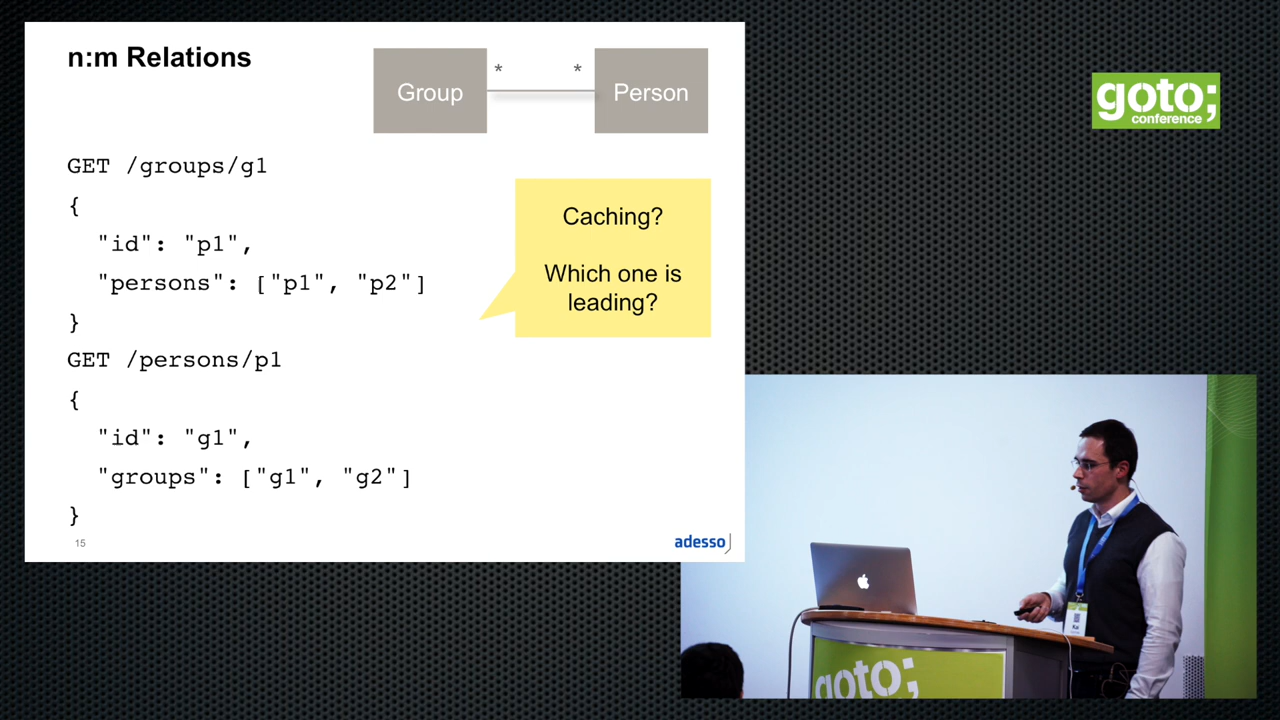 n:m Relations
Group
*
*
Person
GET /groups/g1
{
"id": "p1",
"persons": ["p1", "p2"]
}
GET /persons/p1
{
"id": "g1",
"groups": ["g1", "g2"]
}
Caching?
Which one is
leading?
15
adesso
goto;
conference
goto;